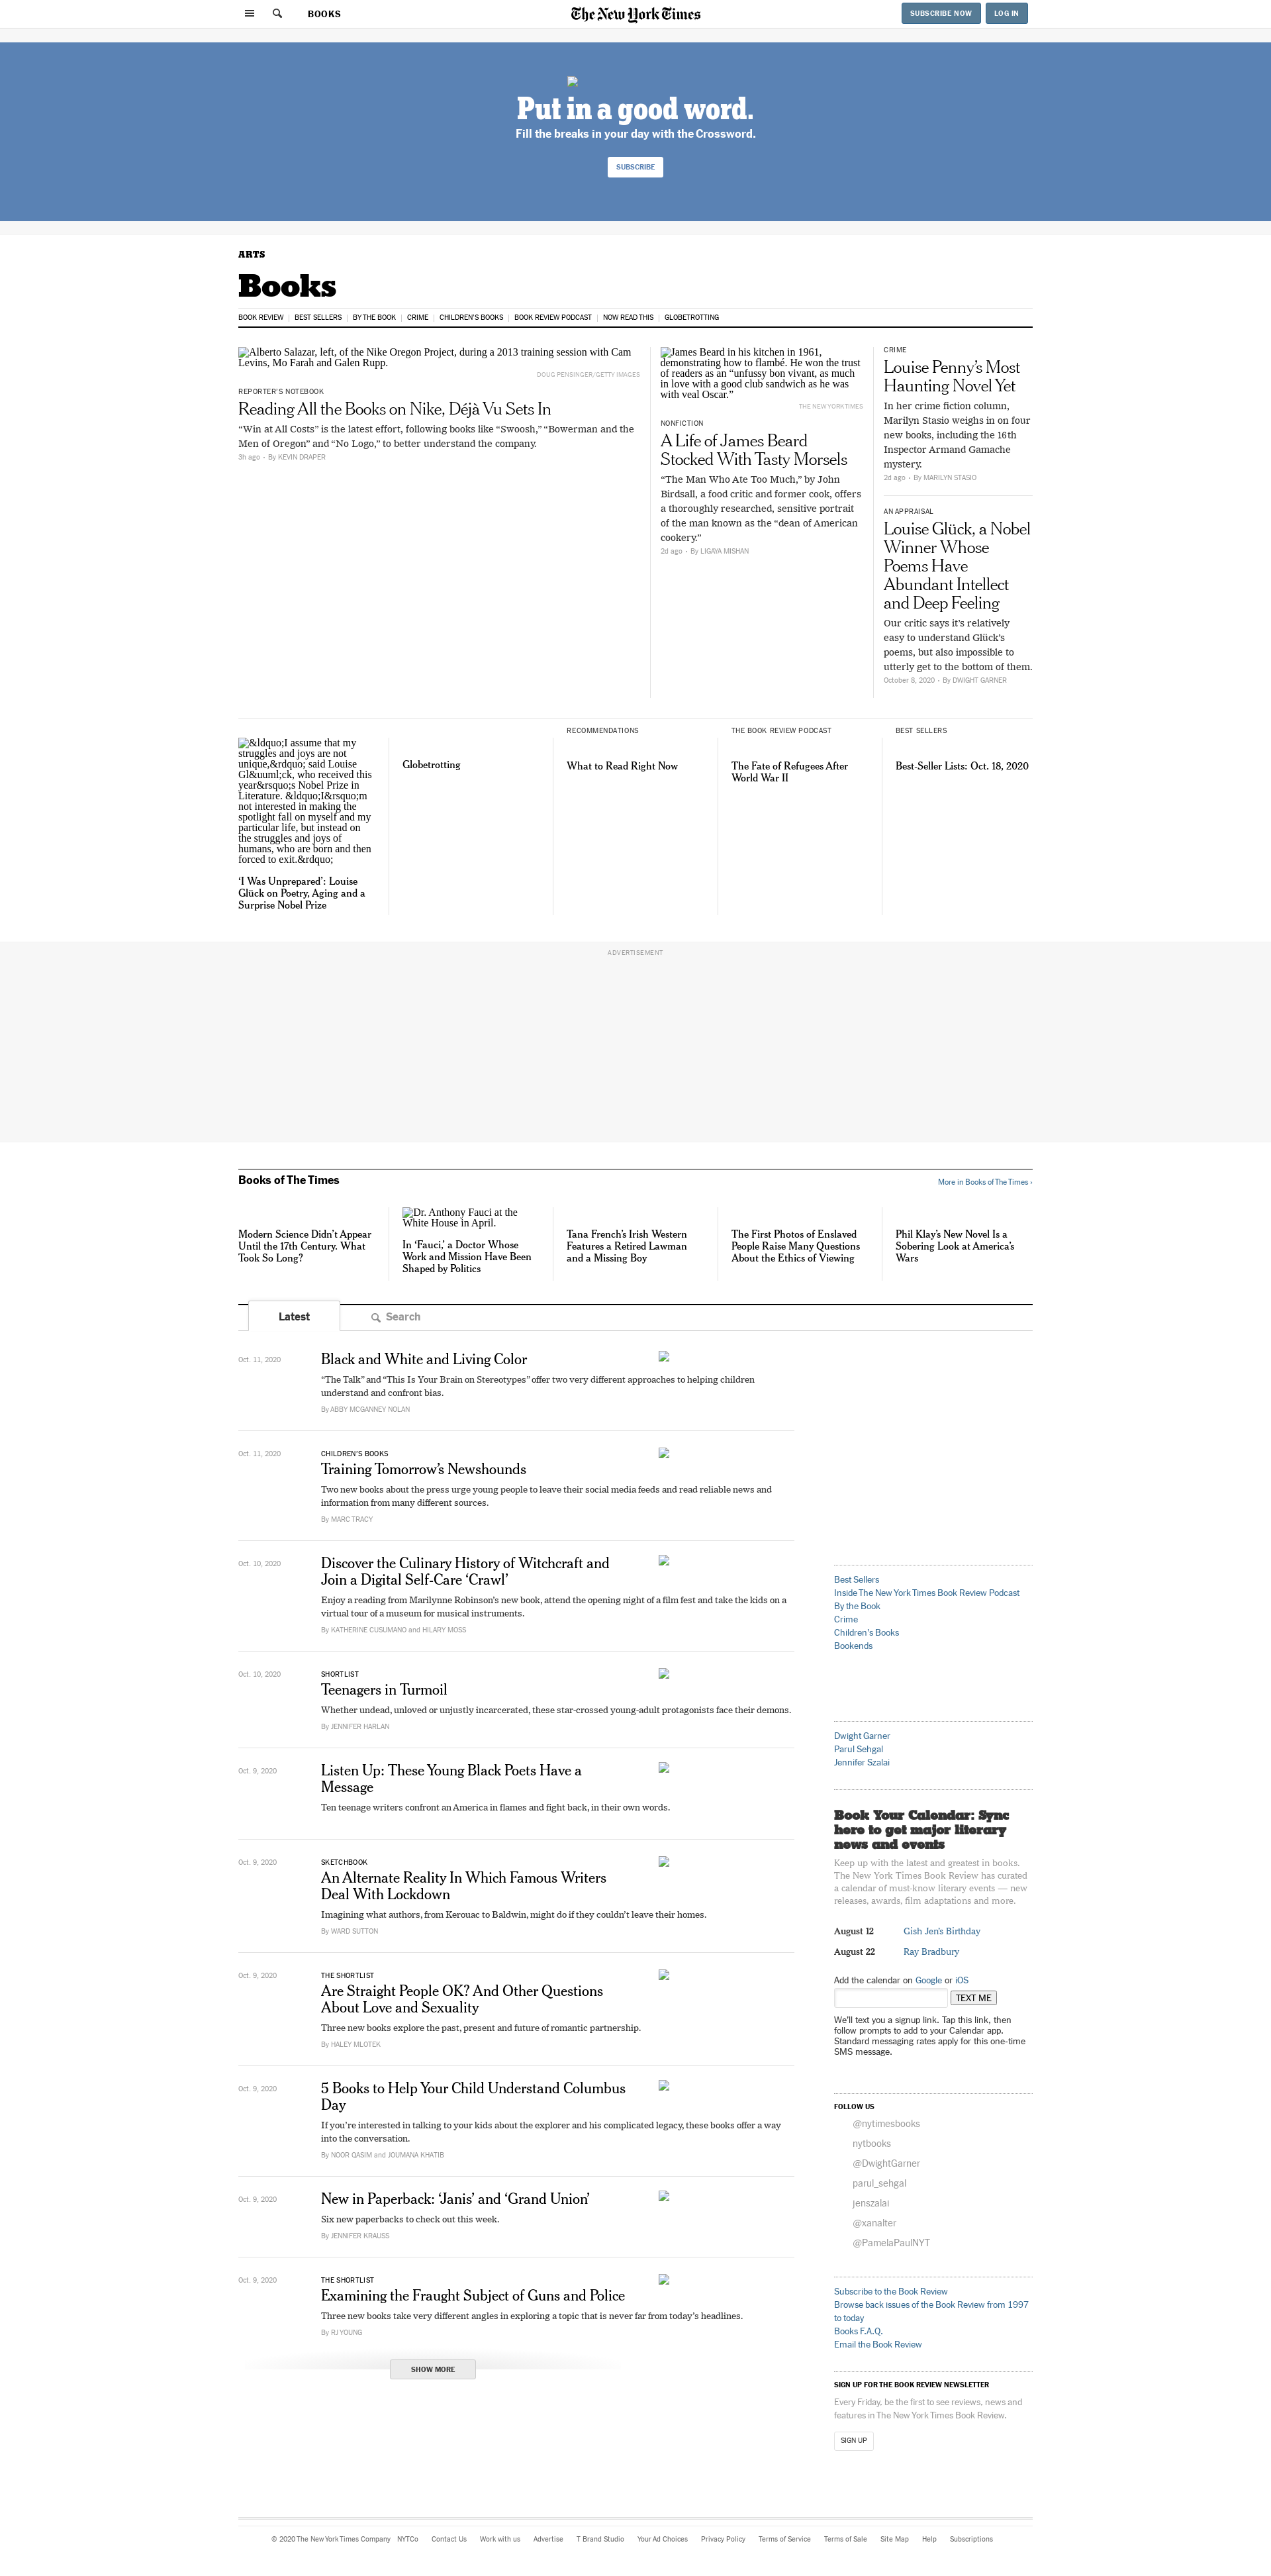 BOOKS
The New York Times
SUBSCRIBE NOW
LOG IN
Put in a good word.
Fill the breaks in your day with the Crossword.
SUBSCRIBE
ARTS
Books
BOOK REVIEW
BEST SELLERS
BY THE BOOK
CRIME
CHILDREN'S BOOKS
BOOK REVIEW PODCAST
NOW READ THIS
GLOBETROTTING
Alberto Salazar, left, of the Nike Oregon Project, during a 2013 training session with Cam
Levins, Mo Farah and Galen Rupp.
DOUG PENSINGER/GETTY IMAGES
REPORTER'S NOTEBOOK
Reading All the Books on Nike, Déjà Vu Sets In
“Win at All Costs” is the latest effort, following books like “Swoosh,” “Bowerman and the
Men of Oregon” and “No Logo,” to better understand the company.
3h ago • By KEVIN DRAPER
James Beard in his kitchen in 1961,
demonstrating how to flambé. He won the trust
of readers as an “unfussy bon vivant, as much
in love with a good club sandwich as he was
with veal Oscar.”
THE NEW YORK TIMES
NONFICTION
A Life of James Beard
Stocked With Tasty Morsels
“The Man Who Ate Too Much,” by John
Birdsall, a food critic and former cook, offers
a thoroughly researched, sensitive portrait
of the man known as the “dean of American
cookery.”
2d ago • By LIGAYA MISHAN
CRIME
Louise Penny’s Most
Haunting Novel Yet
In her crime fiction column,
Marilyn Stasio weighs in on four
new books, including the 16th
Inspector Armand Gamache
mystery.
2d ago • By MARILYN STASIO
AN APPRAISAL
Louise Glück, a Nobel
Winner Whose
Poems Have
Abundant Intellect
and Deep Feeling
Our critic says it’s relatively
easy to understand Glück’s
poems, but also impossible to
utterly get to the bottom of them.
October 8, 2020 • By DWIGHT GARNER
&ldquo;I assume that my
struggles and joys are not
unique,&rdquo; said Louise
Gl&uuml;ck, who received this
year&rsquo;s Nobel Prize in
Literature. &ldquo;I&rsquo;m
not interested in making the
spotlight fall on myself and my
particular life, but instead on
the struggles and joys of
humans, who are born and then
forced to exit.&rdquo;
‘I Was Unprepared’: Louise
Glück on Poetry, Aging and a
Surprise Nobel Prize
Globetrotting
RECOMMENDATIONS
What to Read Right Now
THE BOOK REVIEW PODCAST
The Fate of Refugees After
World War II
BEST SELLERS
Best-Seller Lists: Oct. 18, 2020
ADVERTISEMENT
Books of The Times
More in Books of The Times ›
Modern Science Didn’t Appear
Until the 17th Century. What
Took So Long?
Dr. Anthony Fauci at the
White House in April.
In ‘Fauci,’ a Doctor Whose
Work and Mission Have Been
Shaped by Politics
Tana French’s Irish Western
Features a Retired Lawman
and a Missing Boy
The First Photos of Enslaved
People Raise Many Questions
About the Ethics of Viewing
Phil Klay’s New Novel Is a
Sobering Look at America’s
Wars
Latest
Search
Oct. 11, 2020
Black and White and Living Color
“The Talk” and “This Is Your Brain on Stereotypes” offer two very different approaches to helping children
understand and confront bias.
By ABBY MCGANNEY NOLAN
Oct. 11, 2020
CHILDREN’S BOOKS
Training Tomorrow’s Newshounds
Two new books about the press urge young people to leave their social media feeds and read reliable news and
information from many different sources.
By MARC TRACY
Oct. 10, 2020
Discover the Culinary History of Witchcraft and
Join a Digital Self-Care ‘Crawl’
Enjoy a reading from Marilynne Robinson’s new book, attend the opening night of a film fest and take the kids on a
virtual tour of a museum for musical instruments.
By KATHERINE CUSUMANO and HILARY MOSS
Oct. 10, 2020
SHORTLIST
Teenagers in Turmoil
Whether undead, unloved or unjustly incarcerated, these star-crossed young-adult protagonists face their demons.
By JENNIFER HARLAN
Oct. 9, 2020
Listen Up: These Young Black Poets Have a
Message
Ten teenage writers confront an America in flames and fight back, in their own words.
Oct. 9, 2020
SKETCHBOOK
An Alternate Reality In Which Famous Writers
Deal With Lockdown
Imagining what authors, from Kerouac to Baldwin, might do if they couldn’t leave their homes.
By WARD SUTTON
Oct. 9, 2020
THE SHORTLIST
Are Straight People OK? And Other Questions
About Love and Sexuality
Three new books explore the past, present and future of romantic partnership.
By HALEY MLOTEK
Oct. 9, 2020
5 Books to Help Your Child Understand Columbus
Day
If you’re interested in talking to your kids about the explorer and his complicated legacy, these books offer a way
into the conversation.
By NOOR QASIM and JOUMANA KHATIB
Oct. 9, 2020
New in Paperback: ‘Janis’ and ‘Grand Union’
Six new paperbacks to check out this week.
By JENNIFER KRAUSS
Oct. 9, 2020
THE SHORTLIST
Examining the Fraught Subject of Guns and Police
Three new books take very different angles in exploring a topic that is never far from today’s headlines.
By RJ YOUNG
SHOW MORE
Best Sellers
Inside The New York Times Book Review Podcast
By the Book
Crime
Children’s Books
Bookends
Dwight Garner
Parul Sehgal
Jennifer Szalai
Book Your Calendar: Sync
here to get major literary
news and events
Keep up with the latest and greatest in books.
The New York Times Book Review has curated
a calendar of must-know literary events — new
releases, awards, film adaptations and more.
August 12 Gish Jen’s Birthday
August 22 Ray Bradbury
Add the calendar on Google or iOS
TEXT ME
We’ll text you a signup link. Tap this link, then
follow prompts to add to your Calendar app.
Standard messaging rates apply for this one-time
SMS message.
FOLLOW US
@nytimesbooks
nytbooks
@DwightGarner
parul_sehgal
jenszalai
@xanalter
@PamelaPaulNYT
Subscribe to the Book Review
Browse back issues of the Book Review from 1997
to today
Books F.A.Q.
Email the Book Review
SIGN UP FOR THE BOOK REVIEW NEWSLETTER
Every Friday, be the first to see reviews, news and
features in The New York Times Book Review.
SIGN UP
© 2020 The New York Times Company NYTCo Contact Us Work with us Advertise T Brand Studio Your Ad Choices Privacy Policy Terms of Service Terms of Sale Site Map Help Subscriptions